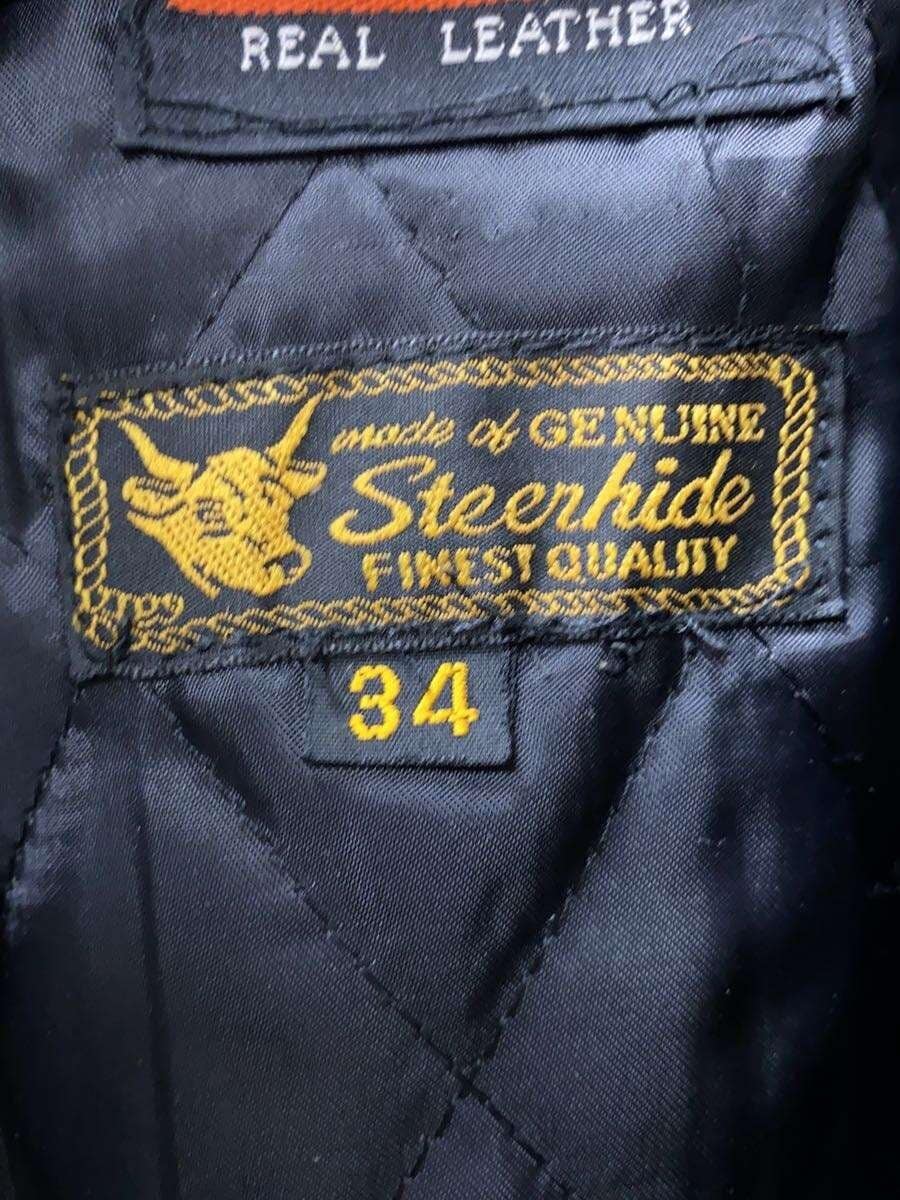 REAL LEATHER
made of GENUINE
Steerhide
FINEST QUALITY
34